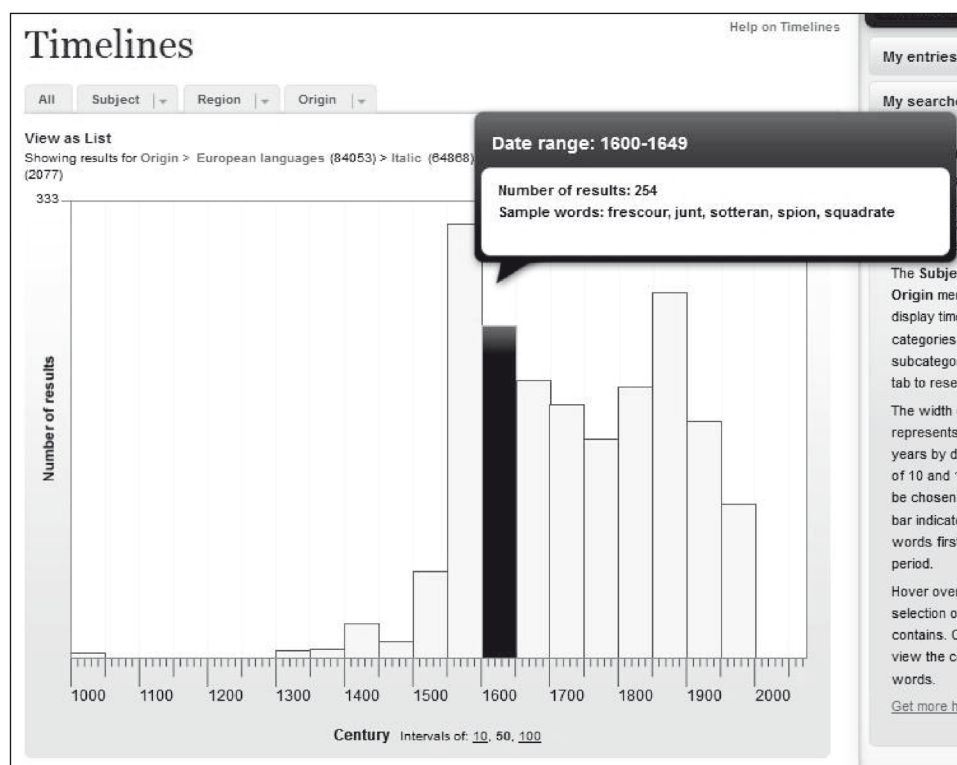 Timelines
Help on Timelines
All
Subject
Region
Origin
View as List
Showing results for Origin > European languages (84053) > Italic (64868)
(2077)
333
Number of results
Date range: 1600-1649
Number of results: 254
Sample words: frescour, junt, sotteran, spion, squadrate
1000 1100 1200 1300 1400 1500 1600 1700 1800 1900 2000
Century Intervals of: 10, 50, 100
My entries
My searche
The Subje
Origin me
display time
categories
subcatego
tab to rese
The width
represents
years by d
of 10 and 1
be chosen
bar indicate
words first
period.
Hover over
selection o
contains. C
view the c
words.
Get more h